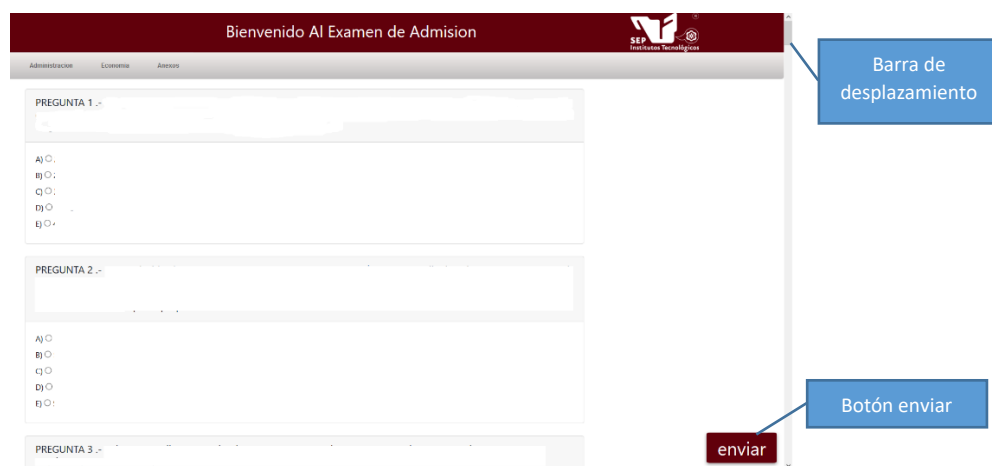 Bienvenido Al Examen de Admision
SEP
Institutos Tecnológicos
Administracion Economia Anexos
Barra de
desplazamiento
PREGUNTA 1 .-
A)
B)
C)
D)
E)
PREGUNTA 2 .-
A)
B)
C)
D)
E)
Botón enviar
PREGUNTA 3 .-
enviar